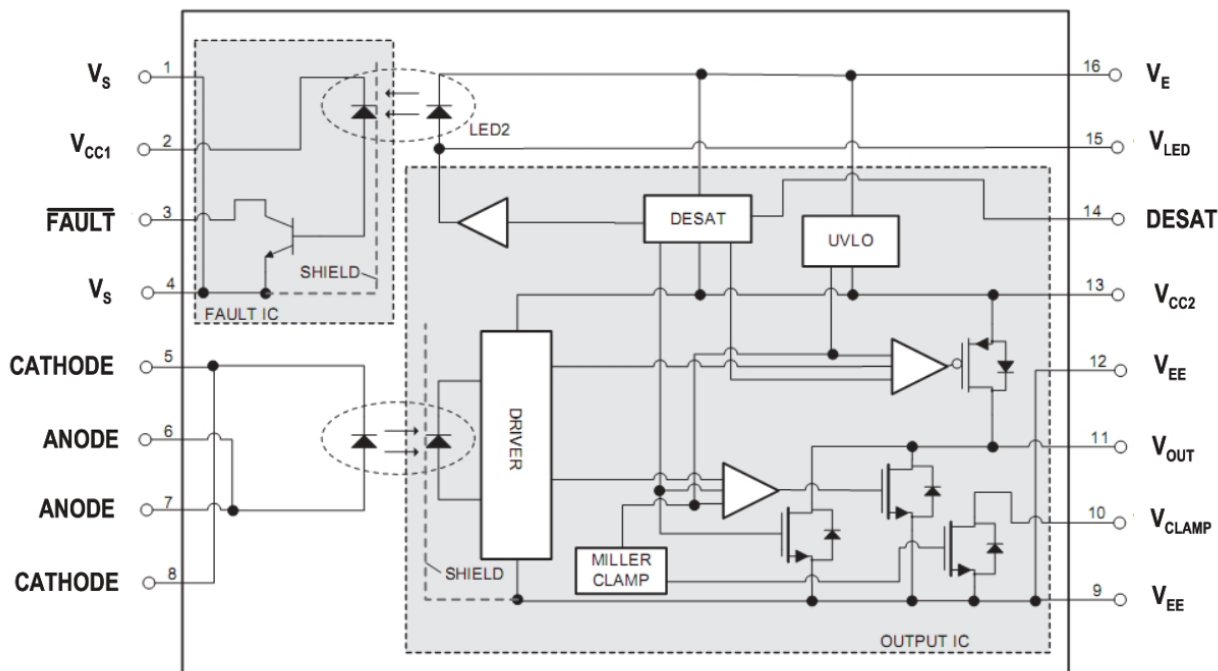 V_S 1
V_CC1 2
FAULT 3
V_S 4
CATHODE 5
ANODE 6
ANODE 7
CATHODE 8
SHIELD
FAULT IC
LED2
16 V_E
15 V_LED
14 DESAT
13 V_CC2
12 V_EE
11 V_OUT
10 V_CLAMP
9 V_EE
DESAT
UVLO
DRIVER
SHIELD
MILLER
CLAMP
OUTPUT IC